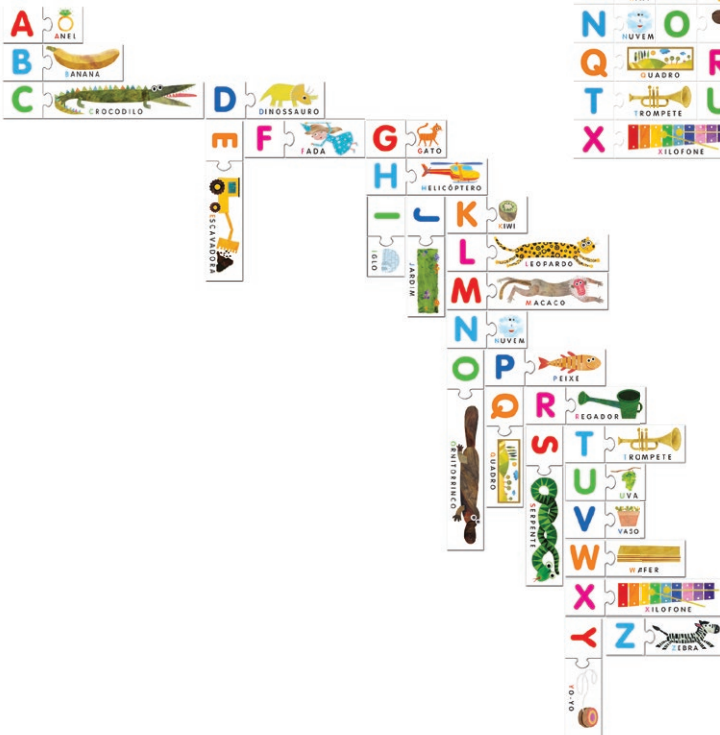 A ANEL
B BANANA
C CROCODILO
D DINOSSAURO
E ESCAVADORA
F FADA
G GATO
H HELICÓPTERO
I IGLO
J JARDIM
K KIWI
L LEOPARDO
M MACACO
N NUVEM
O ORNITORRINCO
P PEIXE
Q QUADRO
R REGADOR
S SERPENTE
T TROMPETE
U UVA
V VASO
W WAFER
X XILOFONE
Y YO-YO
Z ZEBRA
N NUVEM O
Q QUADRO R
T TROMPETE U
X XILOFONE